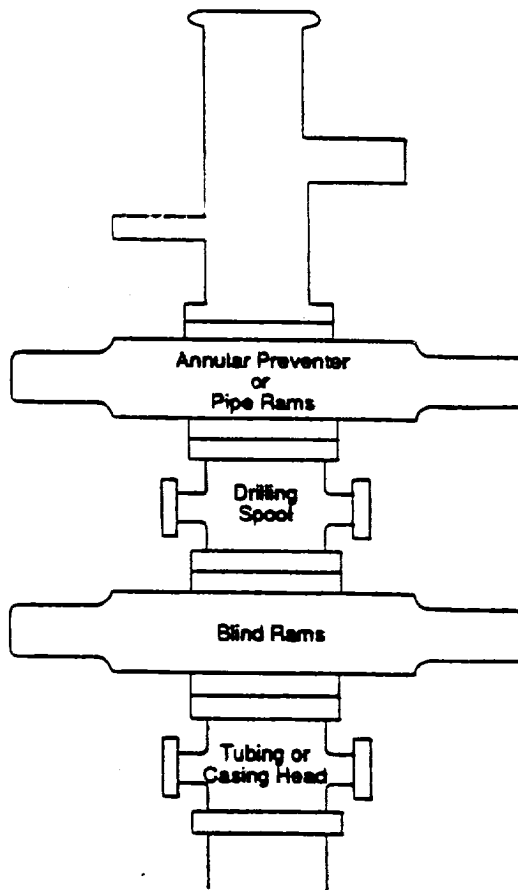 Annular Preventer
or
Pipe Rams
Drilling
Spool
Blind Rams
Tubing or
Casing Head